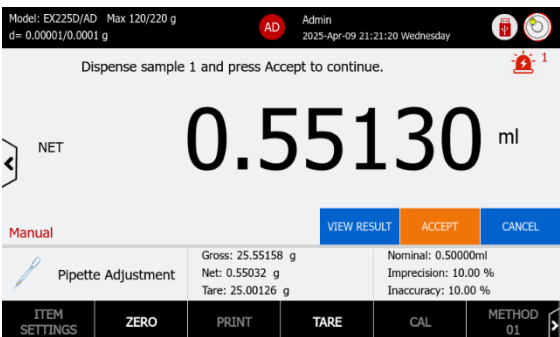 Model: EX225D/AD Max 120/220 g
d= 0.00001/0.0001 g
AD
Admin
2025-Apr-09 21:21:20 Wednesday
Dispense sample 1 and press Accept to continue.
1
NET
0.55130 ml
Manual
VIEW RESULT ACCEPT CANCEL
Pipette Adjustment
Gross: 25.55158 g
Net: 0.55032 g
Tare: 25.00126 g
Nominal: 0.50000ml
Imprecision: 10.00 %
Inaccuracy: 10.00 %
ITEM
SETTINGS
ZERO
PRINT
TARE
CAL
METHOD
01